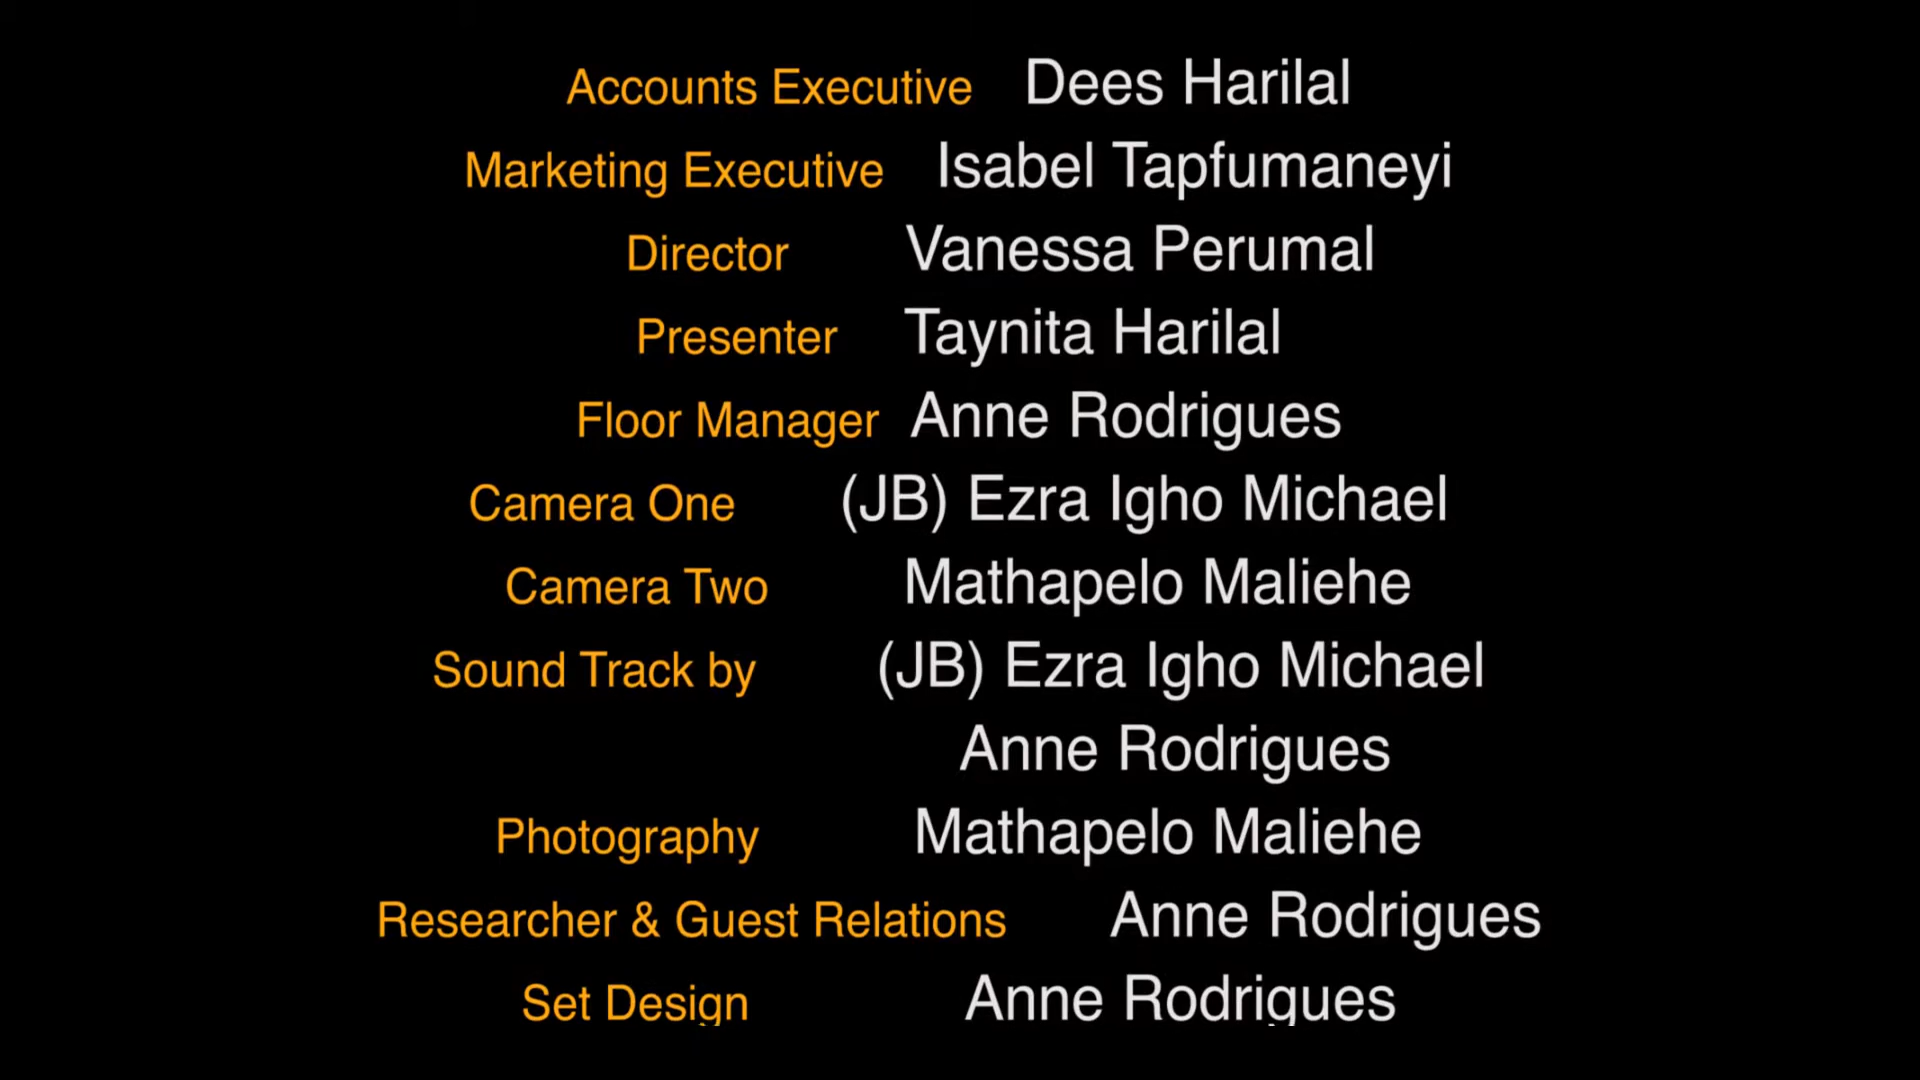 Accounts Executive Dees Harilal
Marketing Executive Isabel Tapfumaneyi
Director Vanessa Perumal
Presenter Taynita Harilal
Floor Manager Anne Rodrigues
Camera One (JB) Ezra Igho Michael
Camera Two Mathapelo Maliehe
Sound Track by (JB) Ezra Igho Michael
Anne Rodrigues
Photography Mathapelo Maliehe
Researcher & Guest Relations Anne Rodrigues
Set Design Anne Rodrigues